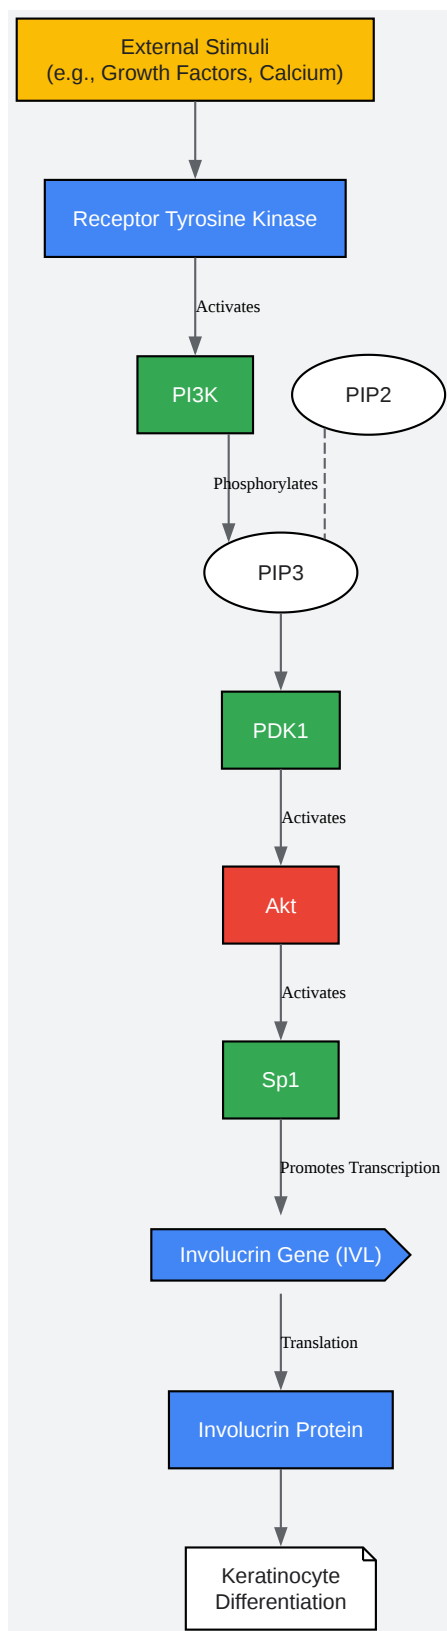 External Stimuli
(e.g., Growth Factors, Calcium)
Receptor Tyrosine Kinase
Activates
PI3K
PIP2
Phosphorylates
PIP3
PDK1
Activates
Akt
Activates
Sp1
Promotes Transcription
Involucrin Gene (IVL)
Translation
Involucrin Protein
Keratinocyte
Differentiation